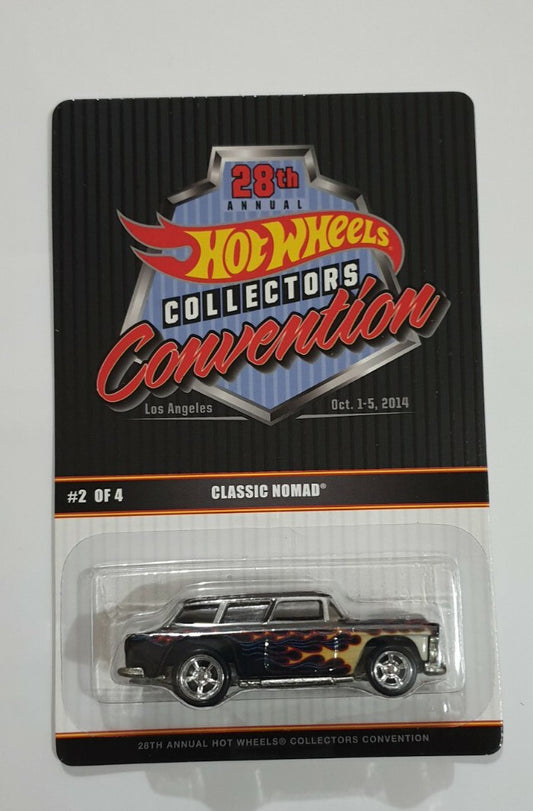 28th
ANNUAL
HOT WHEELS®
COLLECTORS
Convention
Los Angeles Oct. 1-5, 2014
#2 OF 4 CLASSIC NOMAD®
28TH ANNUAL HOT WHEELS® COLLECTORS CONVENTION